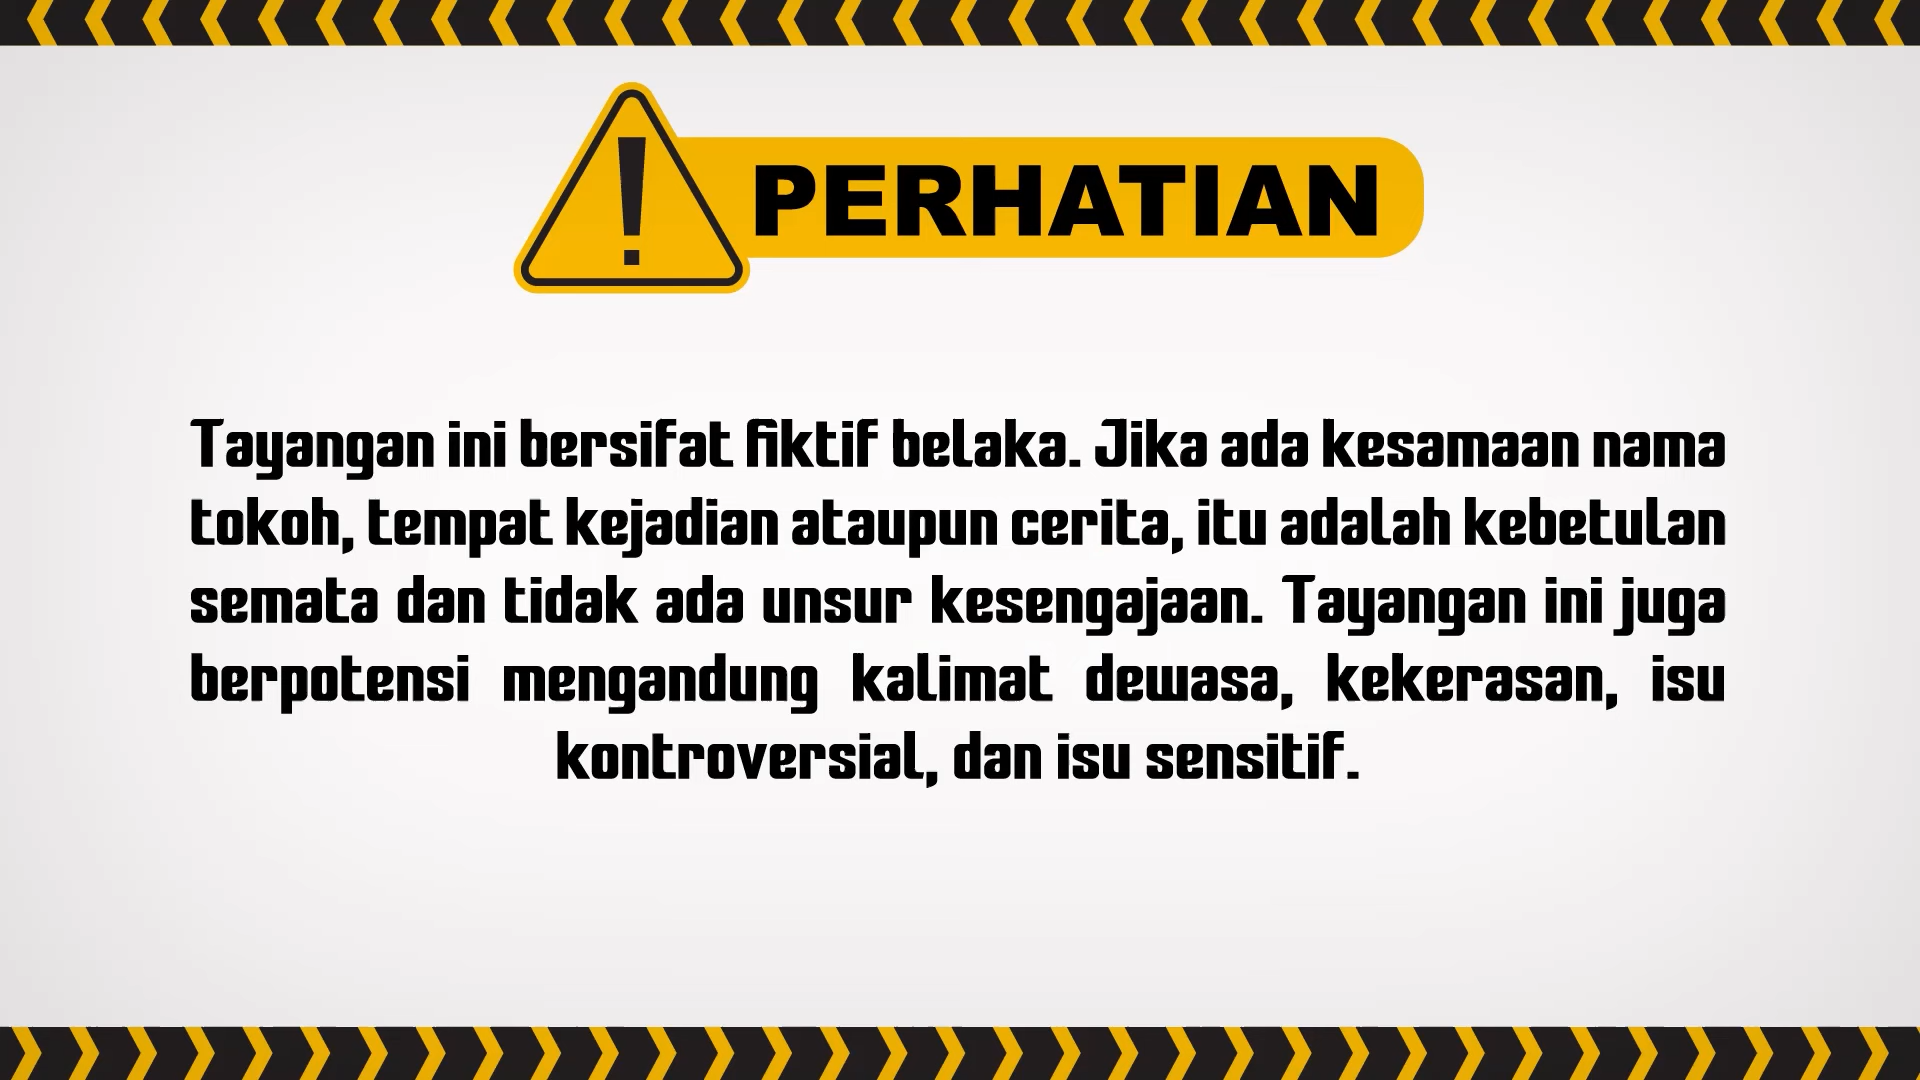 PERHATIAN
Tayangan ini bersifat fiktif belaka. Jika ada kesamaan nama
tokoh, tempat kejadian ataupun cerita, itu adalah kebetulan
semata dan tidak ada unsur kesengajaan. Tayangan ini juga
berpotensi mengandung kalimat dewasa, kekerasan, isu
kontroversial, dan isu sensitif.